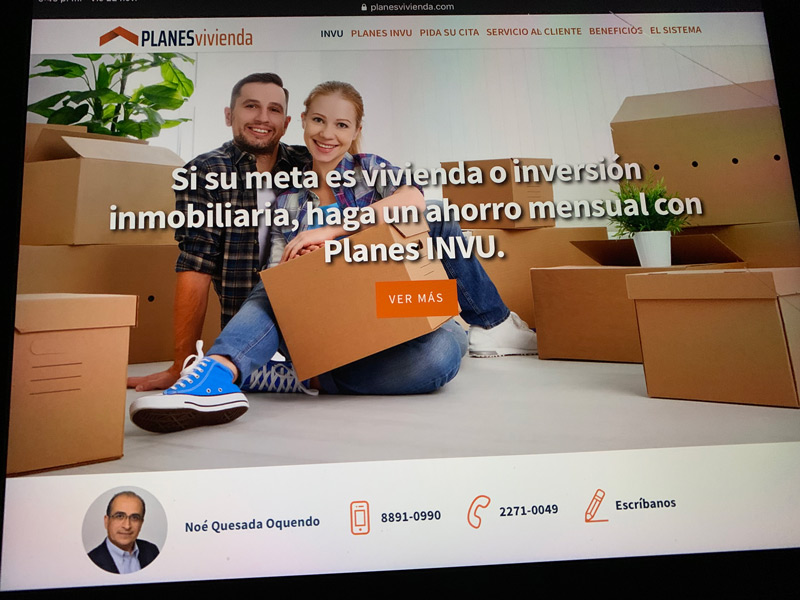 planesvivienda.com
PLANESvivienda
INVU PLANES INVU PIDA SU CITA SERVICIO AL CLIENTE BENEFICIOS EL SISTEMA
Si su meta es vivienda o inversión
inmobiliaria, haga un ahorro mensual con
Planes INVU.
VER MÁS
Noé Quesada Oquendo
8891-0990
2271-0049
Escríbanos